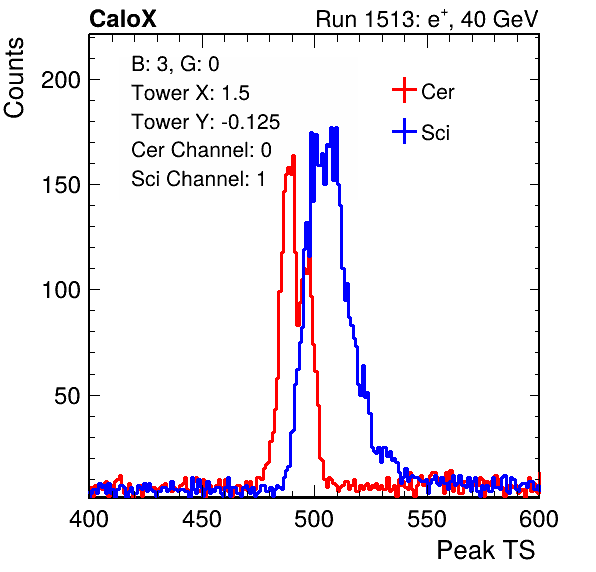 CaloX Run 1513: e+, 40 GeV
Counts
B: 3, G: 0
Tower X: 1.5
Tower Y: -0.125
Cer Channel: 0
Sci Channel: 1
Cer
Sci
200
150
100
50
400 450 500 550 600
Peak TS